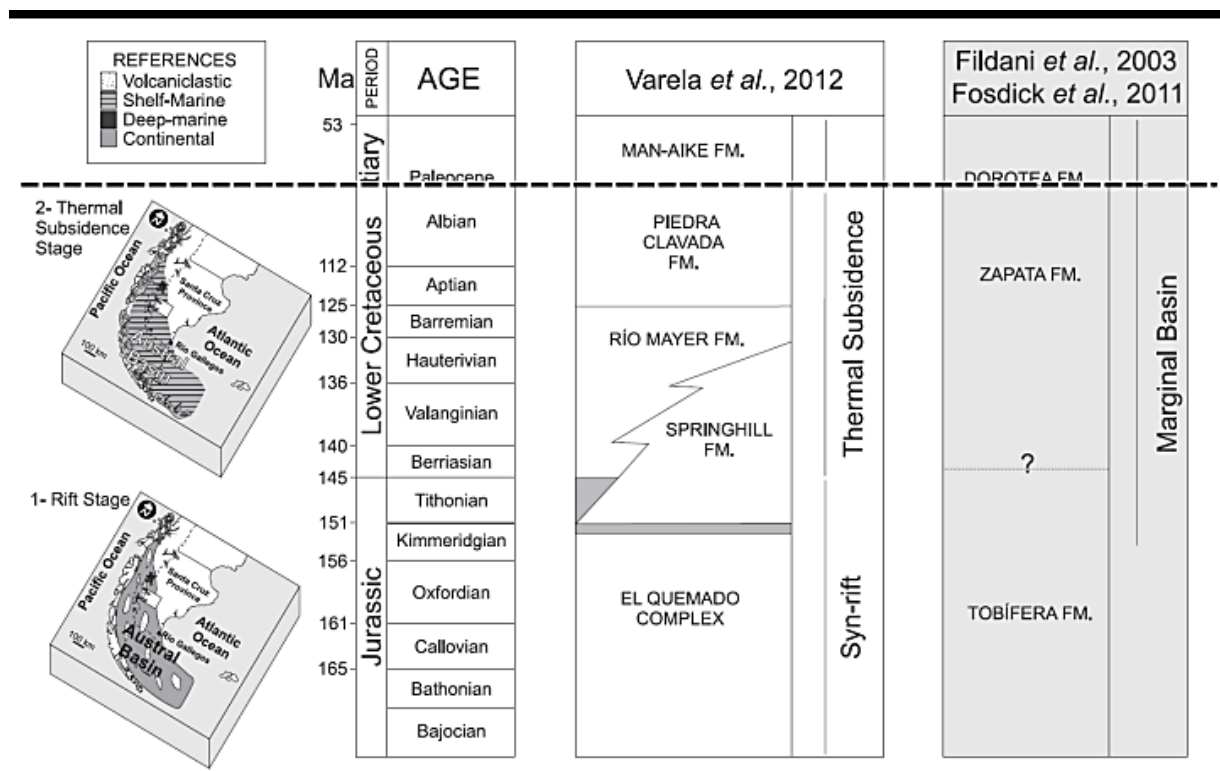 REFERENCES
Volcaniclastic
Shelf-Marine
Deep-marine
Continental
2- Thermal
Subsidence
Stage
Pacific Ocean
Santa Cruz
Province
Atlantic
Ocean
Río Gallegos
100 km
1- Rift Stage
Pacific Ocean
Santa Cruz
Province
Atlantic
Ocean
Río Gallegos
Austral
Basin
100 km
Ma
53
112
125
130
136
140
145
151
156
161
165
PERIOD
tiary
Lower Cretaceous
Jurassic
AGE
Paleocene
Albian
Aptian
Barremian
Hauterivian
Valanginian
Berriasian
Tithonian
Kimmeridgian
Oxfordian
Callovian
Bathonian
Bajocian
Varela et al., 2012
MAN-AIKE FM.
PIEDRA
CLAVADA
FM.
RÍO MAYER FM.
SPRINGHILL
FM.
EL QUEMADO
COMPLEX
Thermal Subsidence
Syn-rift
Fildani et al., 2003
Fosdick et al., 2011
DOROTEA FM.
ZAPATA FM.
?
TOBÍFERA FM.
Marginal Basin